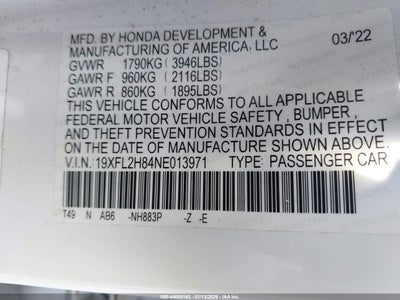 MFD. BY HONDA DEVELOPMENT &
MANUFACTURING OF AMERICA, LLC 03/22
GVWR 1790KG (3946LBS)
GAWR F 960KG (2116LBS)
GAWR R 860KG (1895LBS)
THIS VEHICLE CONFORMS TO ALL APPLICABLE
FEDERAL MOTOR VEHICLE SAFETY , BUMPER,
AND THEFT PREVENTION STANDARDS IN EFFECT
ON THE DATE OF MANUFACTURE SHOWN ABOVE.
V.I.N.:19XFL2H84NE013971 TYPE: PASSENGER CAR
T49 N AB6 -NH883P -Z -E